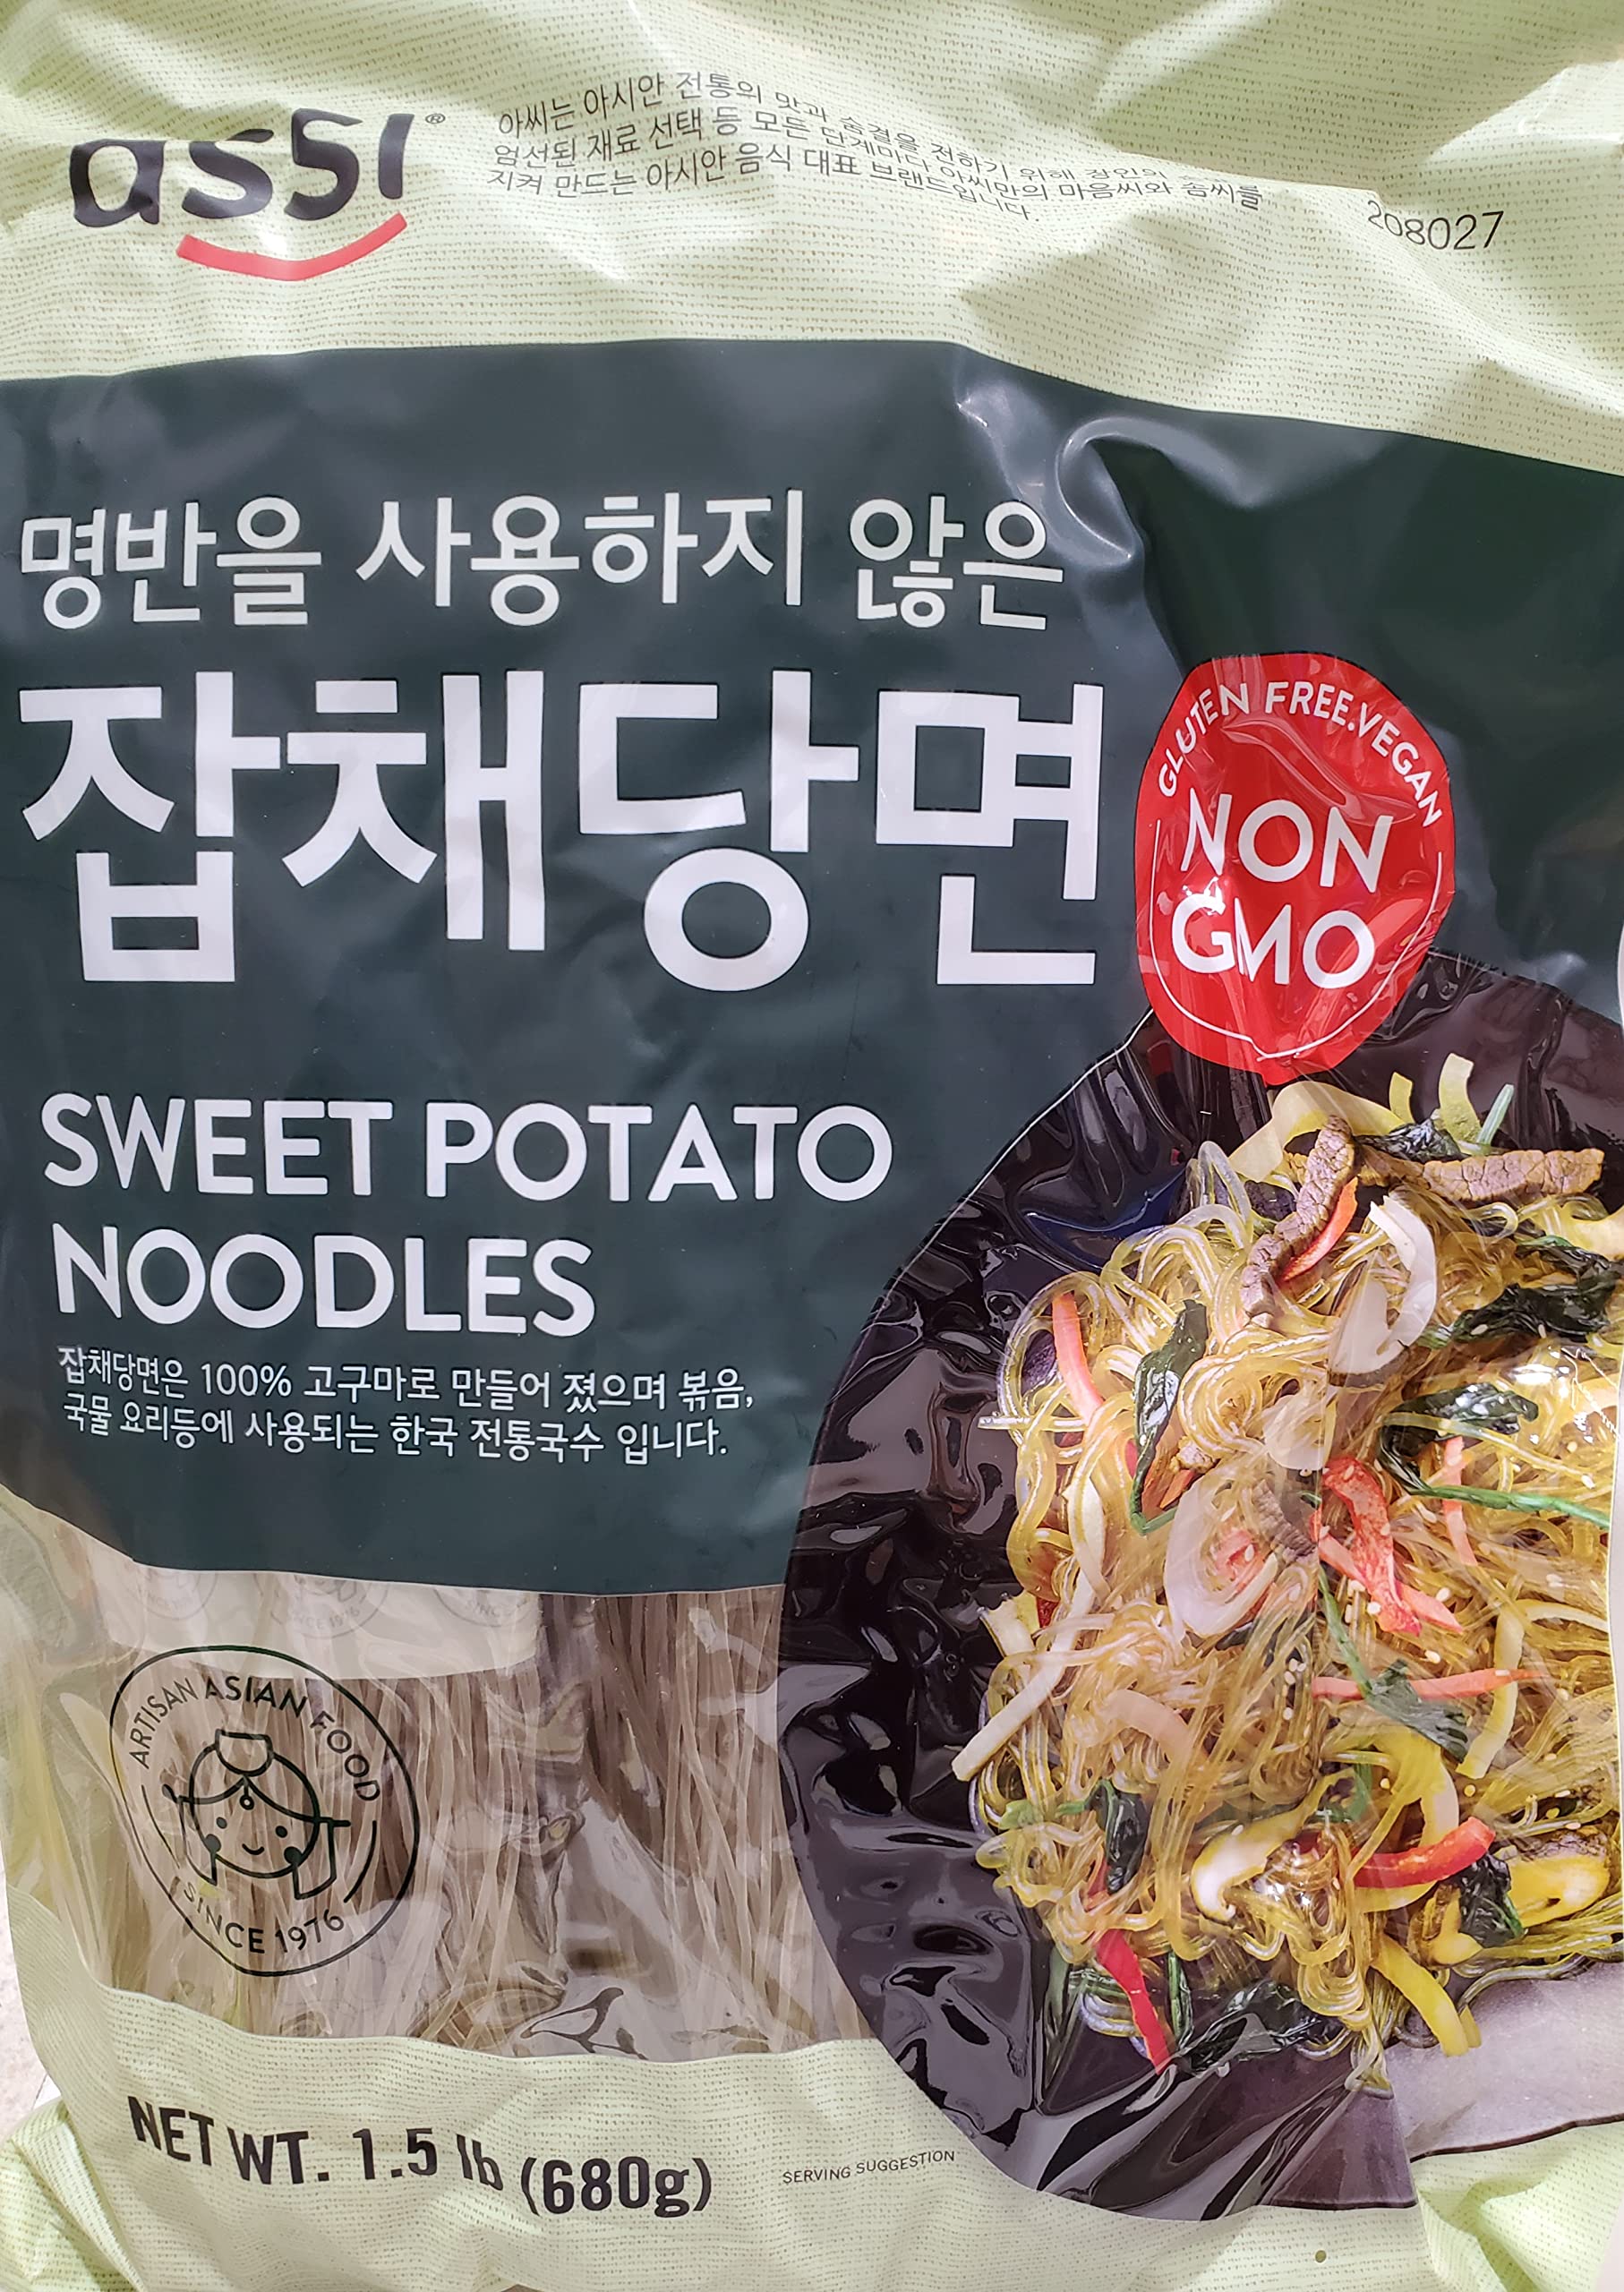 assi®
아씨는 아시안 전통의 맛과 숨결을 전하기 위해 장인의
엄선된 재료 선택 등 모든 단계마다 아씨만의 마음씨와 솜씨를
지켜 만드는 아시안 음식 대표 브랜드입니다.
208027
명반을 사용하지 않은
잡채당면
GLUTEN FREE.VEGAN
NON
GMO
SWEET POTATO
NOODLES
잡채당면은 100% 고구마로 만들어 졌으며 볶음,
국물 요리등에 사용되는 한국 전통국수 입니다.
ARTISAN ASIAN FOOD
SINCE 1976
NET WT. 1.5 lb (680g)
SERVING SUGGESTION